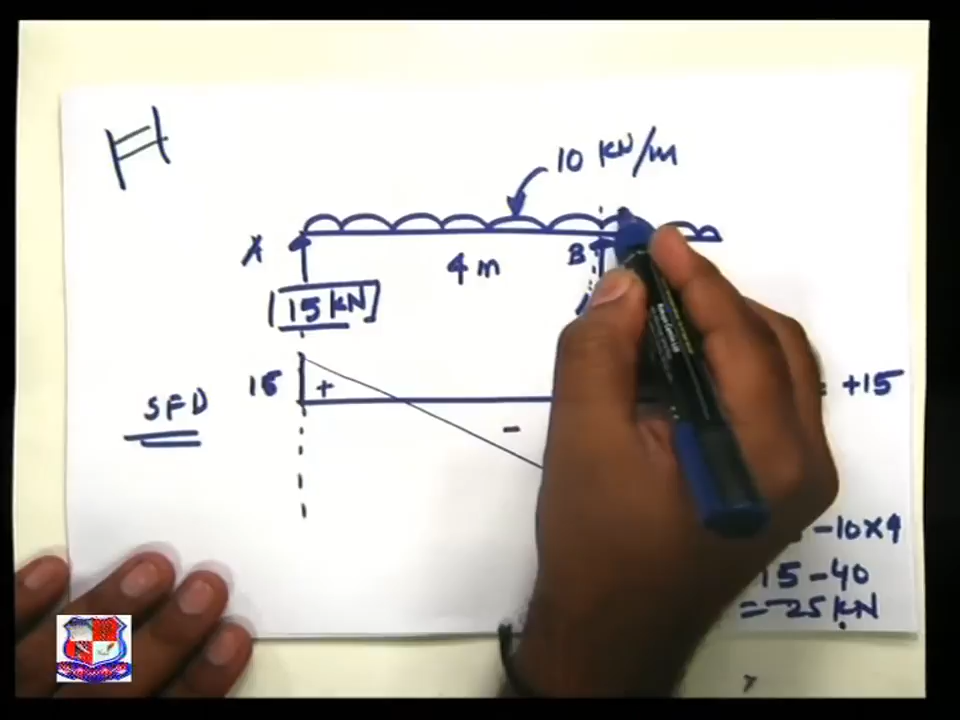 10 kN/m
A
B
4 m
15 kN
15
+
= +15
SFD
-
-10×4
15-40
=-25 kN